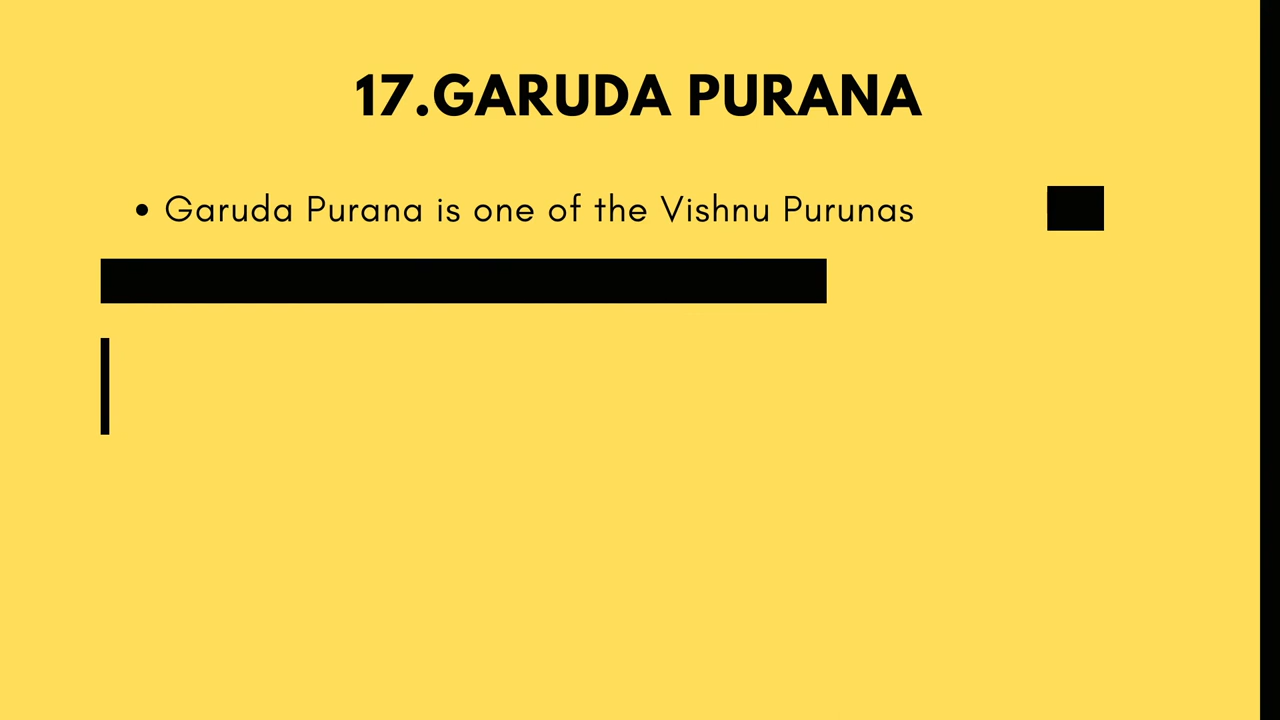 17.GARUDA PURANA
• Garuda Purana is one of the Vishnu Purunas